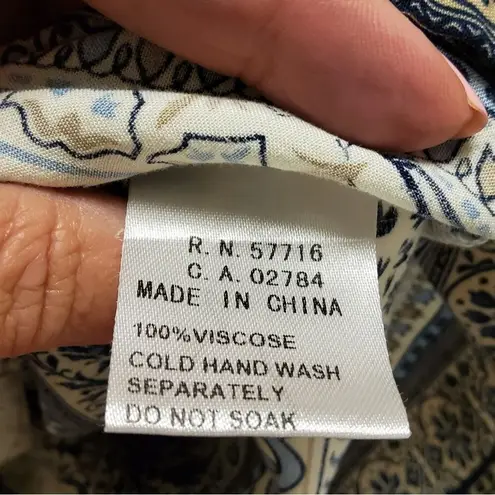 R. N. 57716
C. A. 02784
MADE IN CHINA
100%VISCOSE
COLD HAND WASH
SEPARATELY
DO NOT SOAK